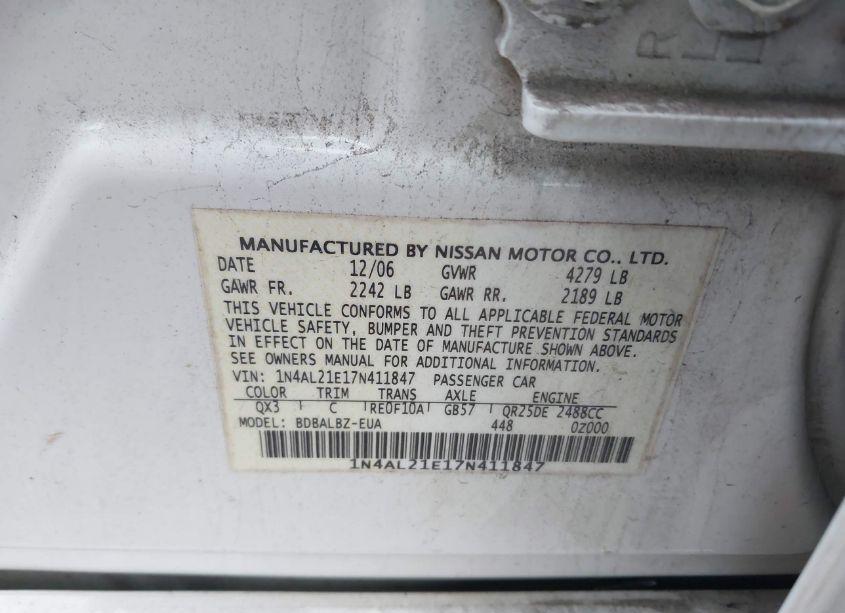 R
MANUFACTURED BY NISSAN MOTOR CO., LTD.
DATE 12/06 GVWR 4279 LB
GAWR FR. 2242 LB GAWR RR. 2189 LB
THIS VEHICLE CONFORMS TO ALL APPLICABLE FEDERAL MOTOR
VEHICLE SAFETY, BUMPER AND THEFT PREVENTION STANDARDS
IN EFFECT ON THE DATE OF MANUFACTURE SHOWN ABOVE.
SEE OWNERS MANUAL FOR ADDITIONAL INFORMATION.
VIN: 1N4AL21E17N411847 PASSENGER CAR
COLOR TRIM TRANS AXLE ENGINE
QX3 C RE0F10A GB57 QR25DE 2488CC
MODEL: BDBALBZ-EUA 448 0Z000
1N4AL21E17N411847